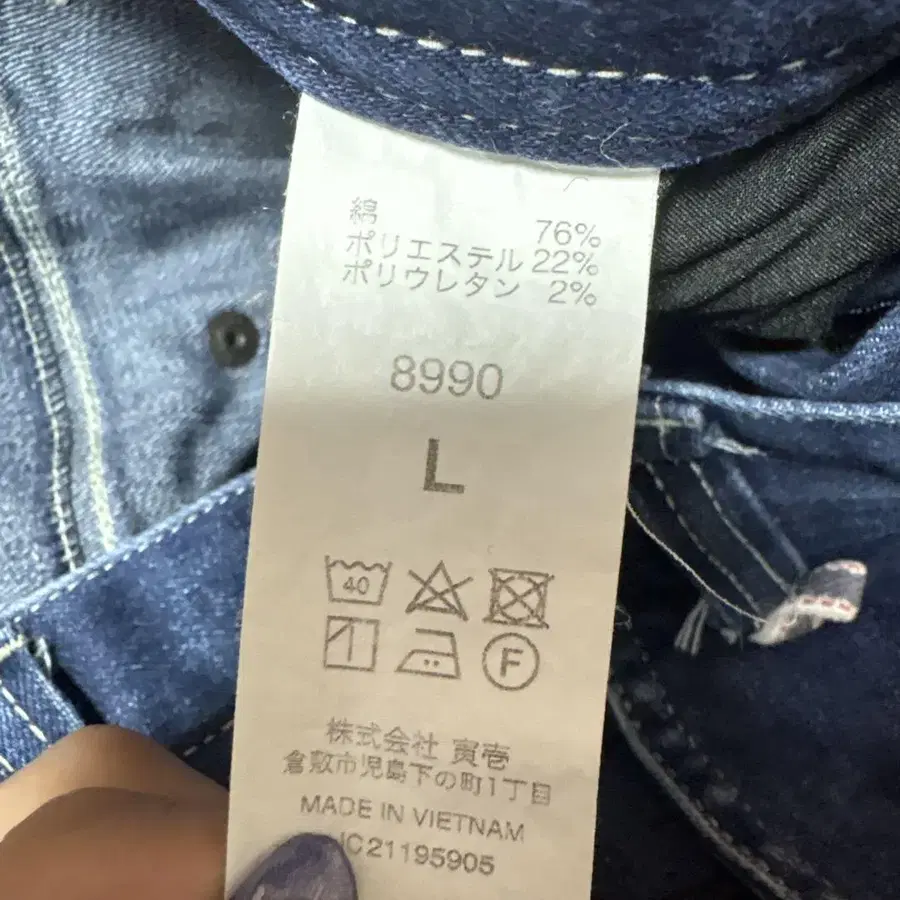 綿 76%
ポリエステル 22%
ポリウレタン 2%
8990
L
40
F
株式会社 寅壱
倉敷市児島下の町1丁目
MADE IN VIETNAM
C21195905